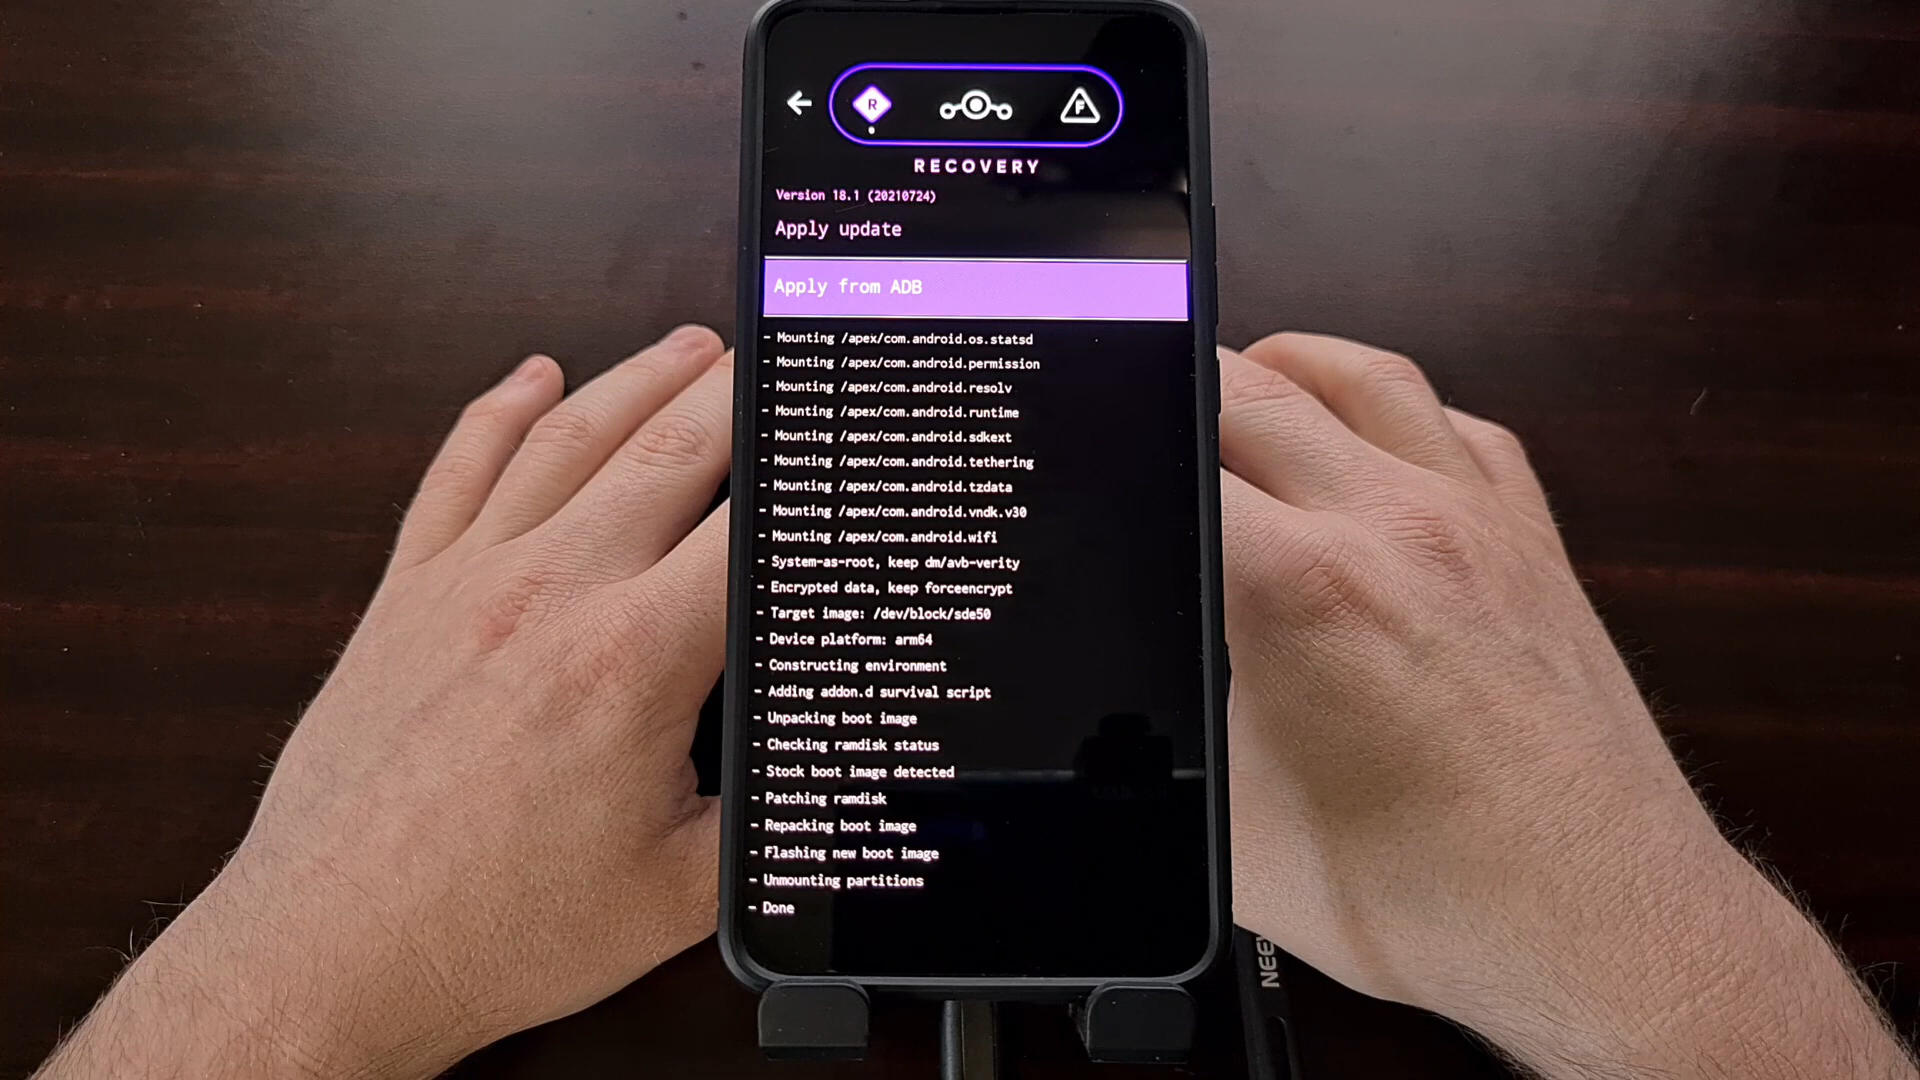 R F
RECOVERY
Version 18.1 (20210724)
Apply update
Apply from ADB
- Mounting /apex/com.android.os.statsd
- Mounting /apex/com.android.permission
- Mounting /apex/com.android.resolv
- Mounting /apex/com.android.runtime
- Mounting /apex/com.android.sdkext
- Mounting /apex/com.android.tethering
- Mounting /apex/com.android.tzdata
- Mounting /apex/com.android.vndk.v30
- Mounting /apex/com.android.wifi
- System-as-root, keep dm/avb-verity
- Encrypted data, keep forceencrypt
- Target image: /dev/block/sde50
- Device platform: arm64
- Constructing environment
- Adding addon.d survival script
- Unpacking boot image
- Checking ramdisk status
- Stock boot image detected
- Patching ramdisk
- Repacking boot image
- Flashing new boot image
- Unmounting partitions
- Done